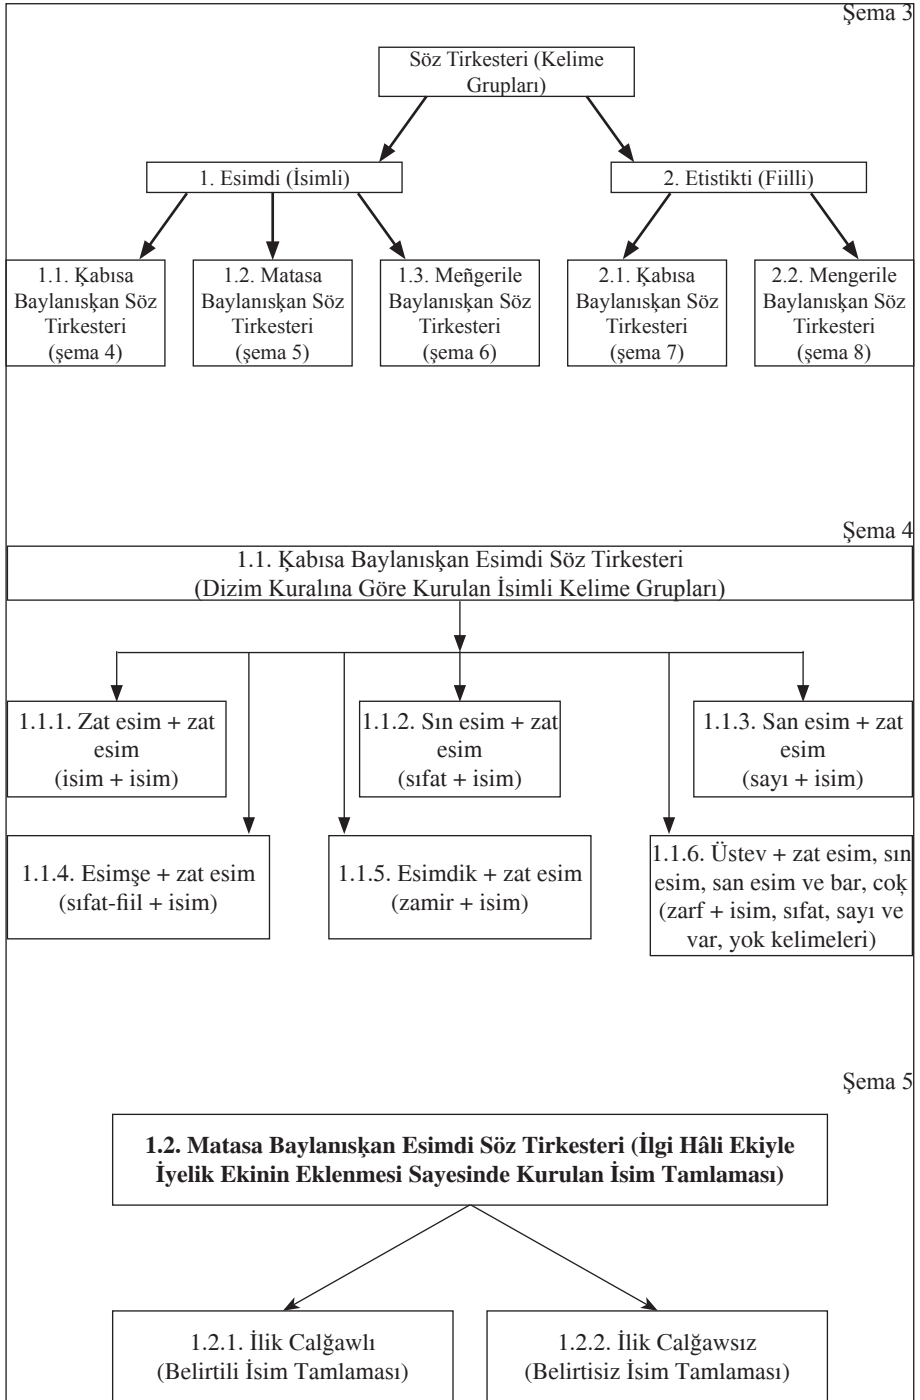 Şema 3
Söz Tirkesteri (Kelime
Grupları)
1. Esimdi (İsimli)
2. Etistikti (Fiilli)
1.1. Ķabısa
Baylanısķan Söz
Tirkesteri
(şema 4)
1.2. Matasa
Baylanısķan Söz
Tirkesteri
(şema 5)
1.3. Meñgerile
Baylanısķan Söz
Tirkesteri
(şema 6)
2.1. Ķabısa
Baylanısķan Söz
Tirkesteri
(şema 7)
2.2. Mengerile
Baylanısķan Söz
Tirkesteri
(şema 8)
Şema 4
1.1. Ķabısa Baylanısķan Esimdi Söz Tirkesteri
(Dizim Kuralına Göre Kurulan İsimli Kelime Grupları)
1.1.1. Zat esim + zat
esim
(isim + isim)
1.1.2. Sın esim + zat
esim
(sıfat + isim)
1.1.3. San esim + zat
esim
(sayı + isim)
1.1.4. Esimşe + zat esim
(sıfat-fiil + isim)
1.1.5. Esimdik + zat esim
(zamir + isim)
1.1.6. Üstev + zat esim, sın
esim, san esim ve bar, coķ
(zarf + isim, sıfat, sayı ve
var, yok kelimeleri)
Şema 5
1.2. Matasa Baylanısķan Esimdi Söz Tirkesteri (İlgi Hâli Ekiyle
İyelik Ekinin Eklenmesi Sayesinde Kurulan İsim Tamlaması)
1.2.1. İlik Calğawlı
(Belirtili İsim Tamlaması)
1.2.2. İlik Calğawsız
(Belirtisiz İsim Tamlaması)